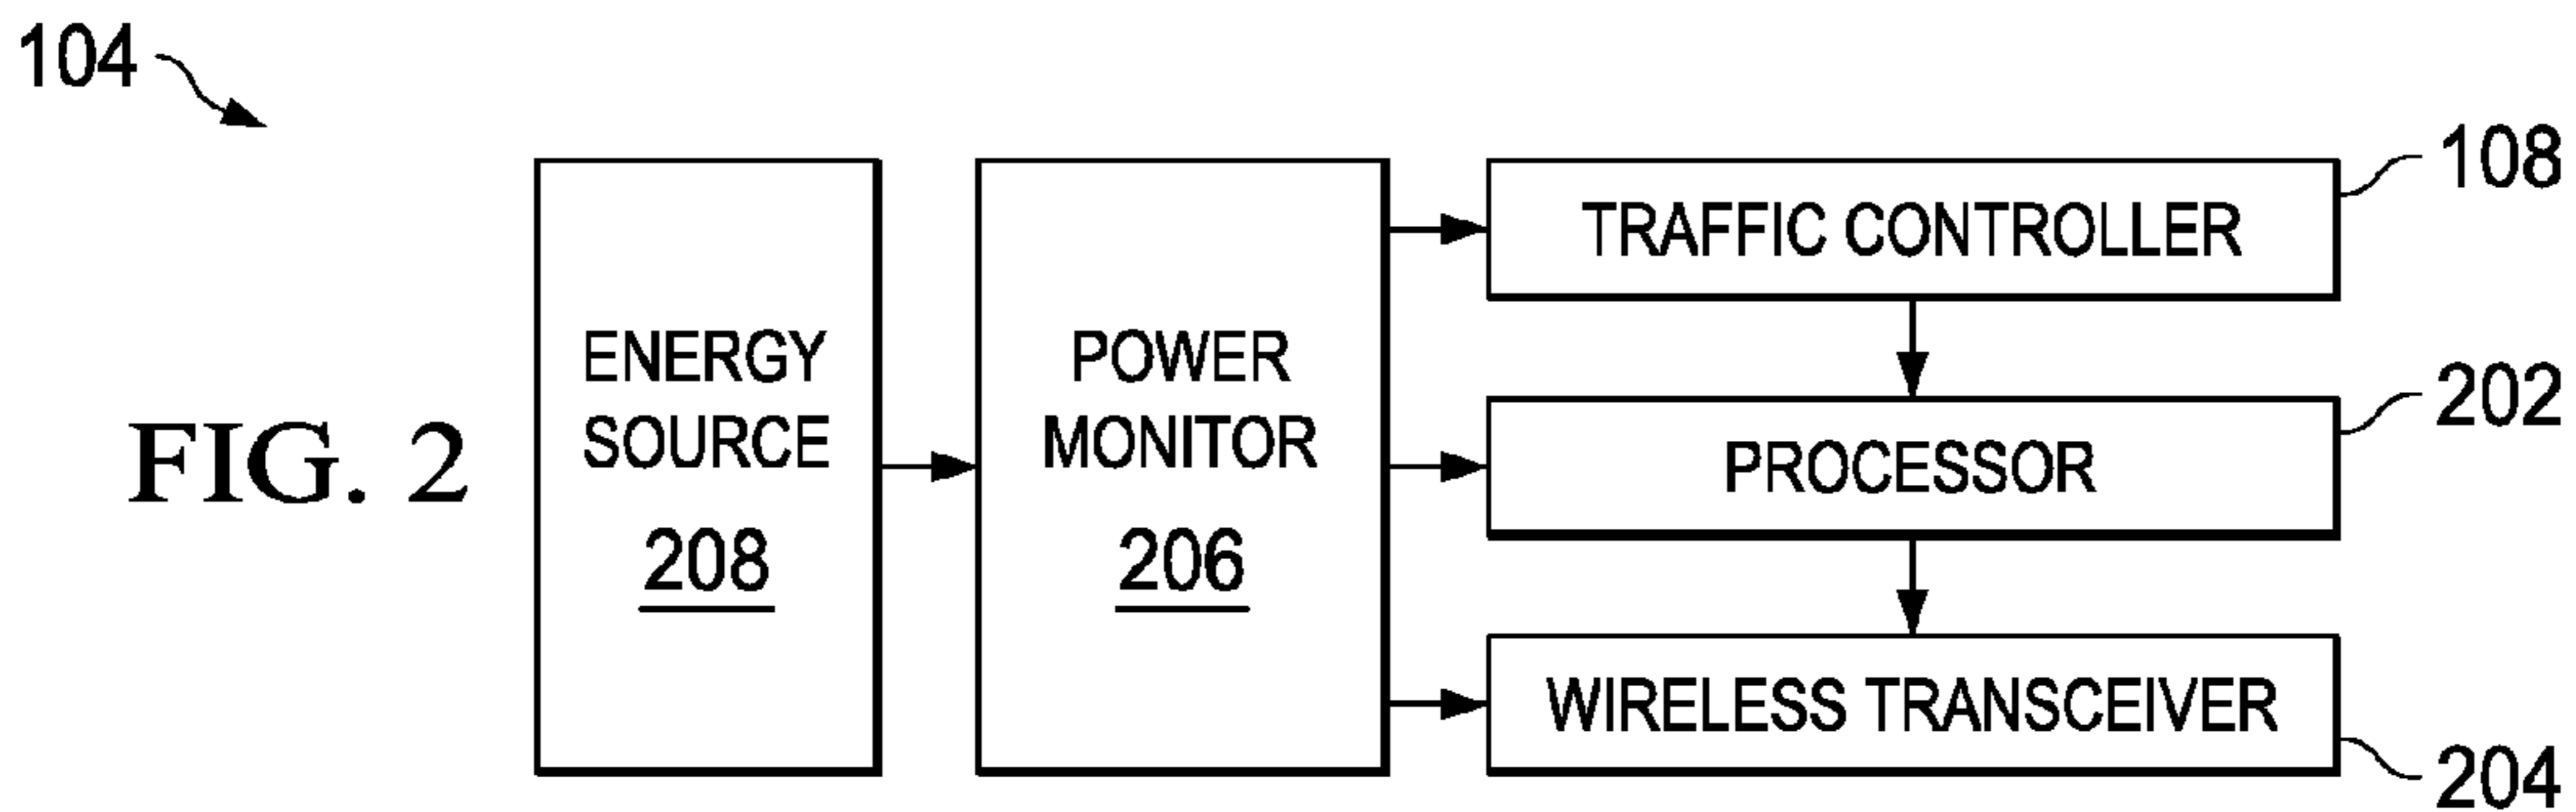 104
FIG. 2
ENERGY
SOURCE
208
POWER
MONITOR
206
TRAFFIC CONTROLLER
108
PROCESSOR
202
WIRELESS TRANSCEIVER
204